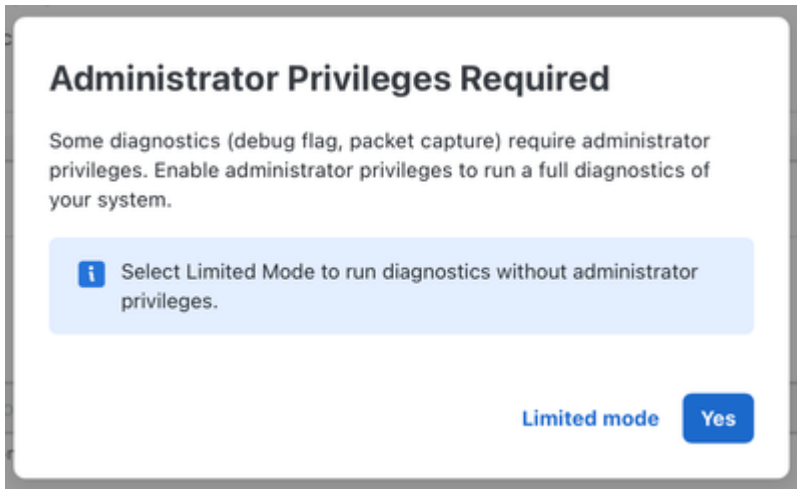 Administrator Privileges Required
Some diagnostics (debug flag, packet capture) require administrator
privileges. Enable administrator privileges to run a full diagnostics of
your system.
Select Limited Mode to run diagnostics without administrator
privileges.
Limited mode Yes